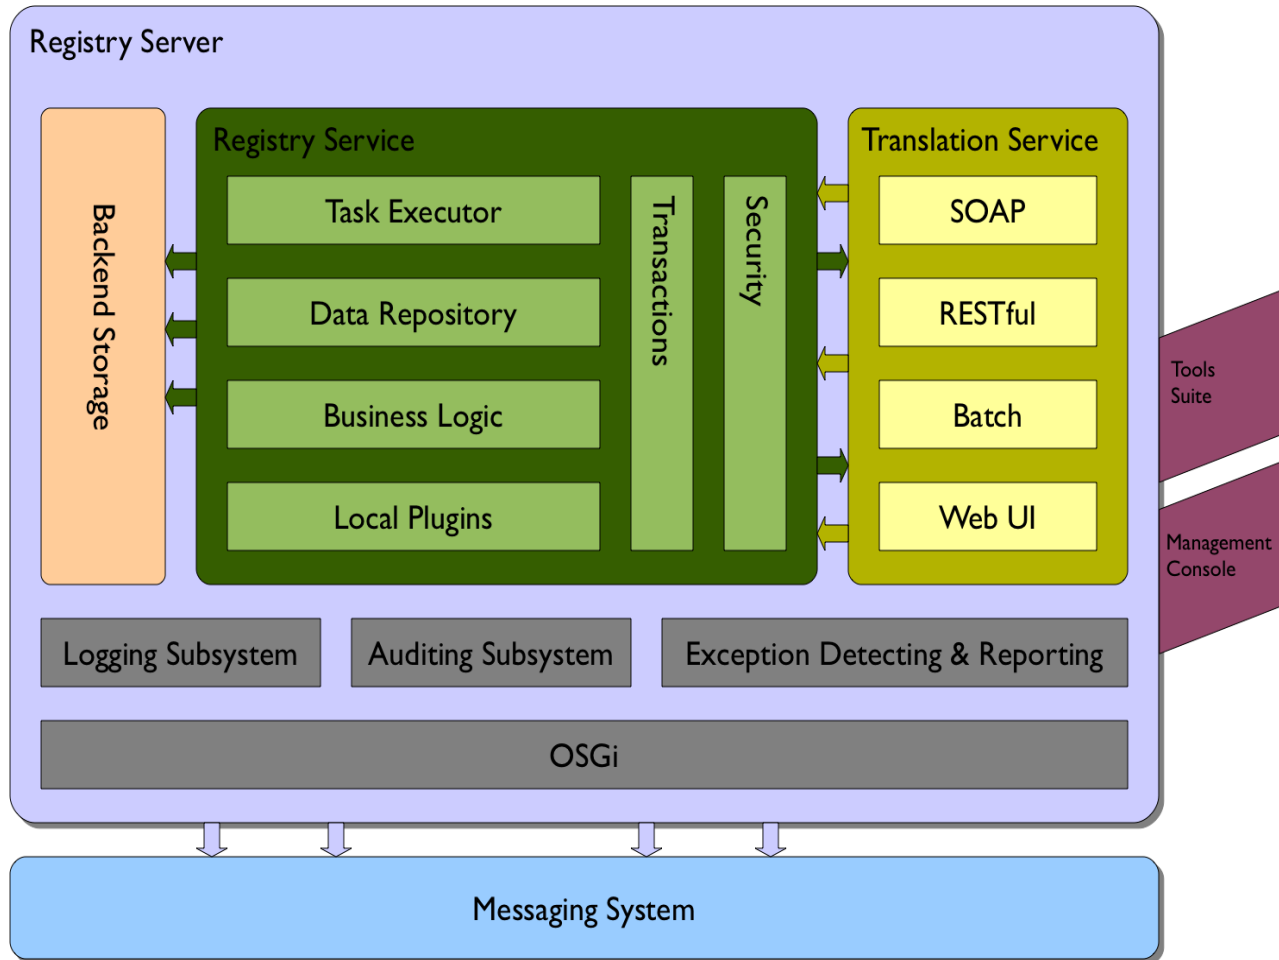 Registry Server
Backend Storage
Registry Service
Task Executor
Data Repository
Business Logic
Local Plugins
Transactions
Security
Translation Service
SOAP
RESTful
Batch
Web UI
Tools
Suite
Management
Console
Logging Subsystem
Auditing Subsystem
Exception Detecting & Reporting
OSGi
Messaging System